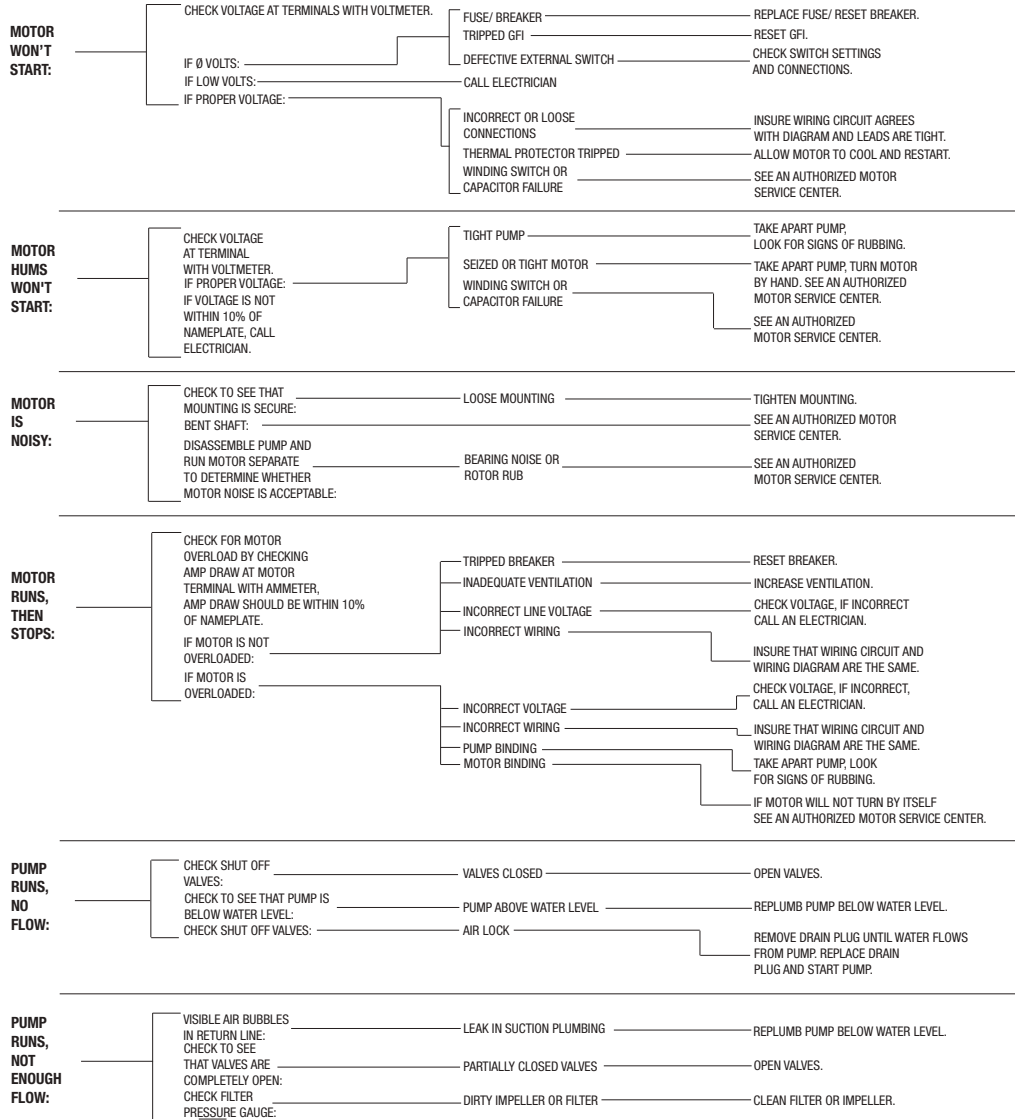 MOTOR
WON'T
START:
CHECK VOLTAGE AT TERMINALS WITH VOLTMETER.
IF Ø VOLTS:
FUSE/ BREAKER
REPLACE FUSE/ RESET BREAKER.
TRIPPED GFI
RESET GFI.
DEFECTIVE EXTERNAL SWITCH
CHECK SWITCH SETTINGS
AND CONNECTIONS.
IF LOW VOLTS:
CALL ELECTRICIAN
IF PROPER VOLTAGE:
INCORRECT OR LOOSE
CONNECTIONS
INSURE WIRING CIRCUIT AGREES
WITH DIAGRAM AND LEADS ARE TIGHT.
THERMAL PROTECTOR TRIPPED
ALLOW MOTOR TO COOL AND RESTART.
WINDING SWITCH OR
CAPACITOR FAILURE
SEE AN AUTHORIZED MOTOR
SERVICE CENTER.
MOTOR
HUMS
WON'T
START:
CHECK VOLTAGE
AT TERMINAL
WITH VOLTMETER.
IF PROPER VOLTAGE:
IF VOLTAGE IS NOT
WITHIN 10% OF
NAMEPLATE, CALL
ELECTRICIAN.
TIGHT PUMP
TAKE APART PUMP,
LOOK FOR SIGNS OF RUBBING.
SEIZED OR TIGHT MOTOR
TAKE APART PUMP, TURN MOTOR
BY HAND. SEE AN AUTHORIZED
MOTOR SERVICE CENTER.
WINDING SWITCH OR
CAPACITOR FAILURE
SEE AN AUTHORIZED
MOTOR SERVICE CENTER.
MOTOR
IS
NOISY:
CHECK TO SEE THAT
MOUNTING IS SECURE:
LOOSE MOUNTING
TIGHTEN MOUNTING.
BENT SHAFT:
SEE AN AUTHORIZED MOTOR
SERVICE CENTER.
DISASSEMBLE PUMP AND
RUN MOTOR SEPARATE
TO DETERMINE WHETHER
MOTOR NOISE IS ACCEPTABLE:
BEARING NOISE OR
ROTOR RUB
SEE AN AUTHORIZED
MOTOR SERVICE CENTER.
MOTOR
RUNS,
THEN
STOPS:
CHECK FOR MOTOR
OVERLOAD BY CHECKING
AMP DRAW AT MOTOR
TERMINAL WITH AMMETER,
AMP DRAW SHOULD BE WITHIN 10%
OF NAMEPLATE.
IF MOTOR IS NOT
OVERLOADED:
TRIPPED BREAKER
RESET BREAKER.
INADEQUATE VENTILATION
INCREASE VENTILATION.
INCORRECT LINE VOLTAGE
CHECK VOLTAGE, IF INCORRECT
CALL AN ELECTRICIAN.
INCORRECT WIRING
INSURE THAT WIRING CIRCUIT AND
WIRING DIAGRAM ARE THE SAME.
IF MOTOR IS
OVERLOADED:
INCORRECT VOLTAGE
CHECK VOLTAGE, IF INCORRECT,
CALL AN ELECTRICIAN.
INCORRECT WIRING
INSURE THAT WIRING CIRCUIT AND
WIRING DIAGRAM ARE THE SAME.
PUMP BINDING
TAKE APART PUMP, LOOK
FOR SIGNS OF RUBBING.
MOTOR BINDING
IF MOTOR WILL NOT TURN BY ITSELF
SEE AN AUTHORIZED MOTOR SERVICE CENTER.
PUMP
RUNS,
NO
FLOW:
CHECK SHUT OFF
VALVES:
VALVES CLOSED
OPEN VALVES.
CHECK TO SEE THAT PUMP IS
BELOW WATER LEVEL:
PUMP ABOVE WATER LEVEL
REPLUMB PUMP BELOW WATER LEVEL.
CHECK SHUT OFF VALVES:
AIR LOCK
REMOVE DRAIN PLUG UNTIL WATER FLOWS
FROM PUMP. REPLACE DRAIN
PLUG AND START PUMP.
PUMP
RUNS,
NOT
ENOUGH
FLOW:
VISIBLE AIR BUBBLES
IN RETURN LINE:
LEAK IN SUCTION PLUMBING
REPLUMB PUMP BELOW WATER LEVEL.
CHECK TO SEE
THAT VALVES ARE
COMPLETELY OPEN:
PARTIALLY CLOSED VALVES
OPEN VALVES.
CHECK FILTER
PRESSURE GAUGE:
DIRTY IMPELLER OR FILTER
CLEAN FILTER OR IMPELLER.